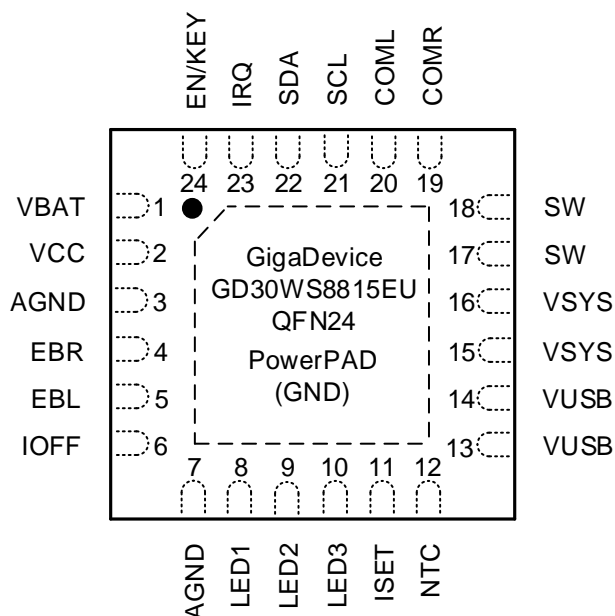 EN/KEY
IRQ
SDA
SCL
COML
COMR
24
23
22
21
20
19
VBAT
1
18
SW
VCC
2
17
SW
AGND
3
16
VSYS
EBR
4
15
VSYS
EBL
5
14
VUSB
IOFF
6
13
VUSB
GigaDevice
GD30WS8815EU
QFN24
PowerPAD
(GND)
7
8
9
10
11
12
AGND
LED1
LED2
LED3
ISET
NTC